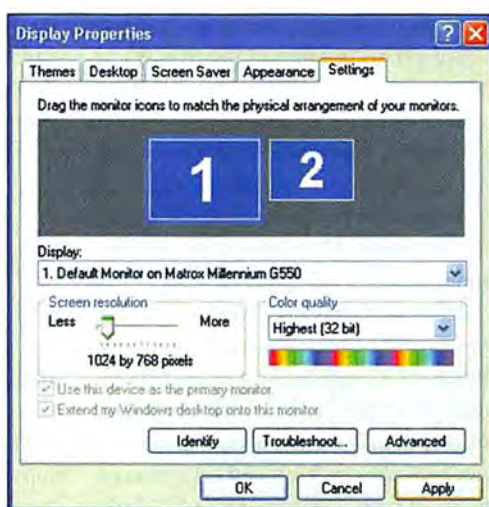 Display Properties
Themes Desktop Screen Saver Appearance Settings
Drag the monitor icons to match the physical arrangement of your monitors.
1 2
Display:
1. Default Monitor on Matrox Millennium G550
Screen resolution
Less More
1024 by 768 pixels
Color quality
Highest (32 bit)
Use this device as the primary monitor.
Extend my Windows desktop onto this monitor.
Identify Troubleshoot... Advanced
OK Cancel Apply